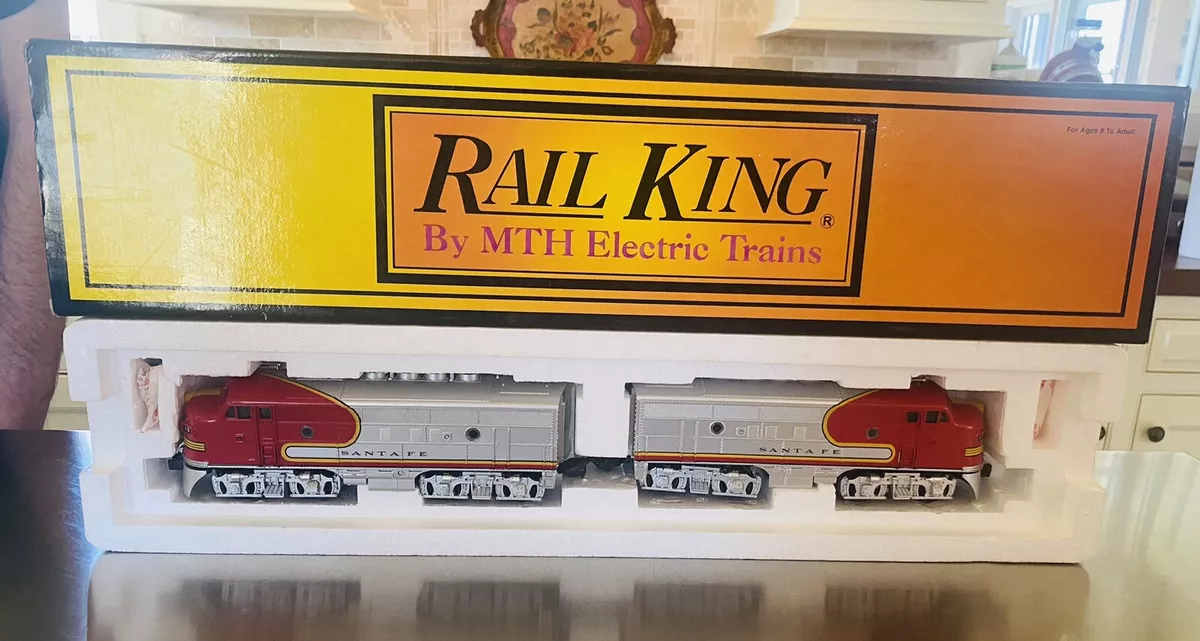 For Ages 8 To Adult
RAIL KING®
By MTH Electric Trains
SANTA FE
SANTA FE